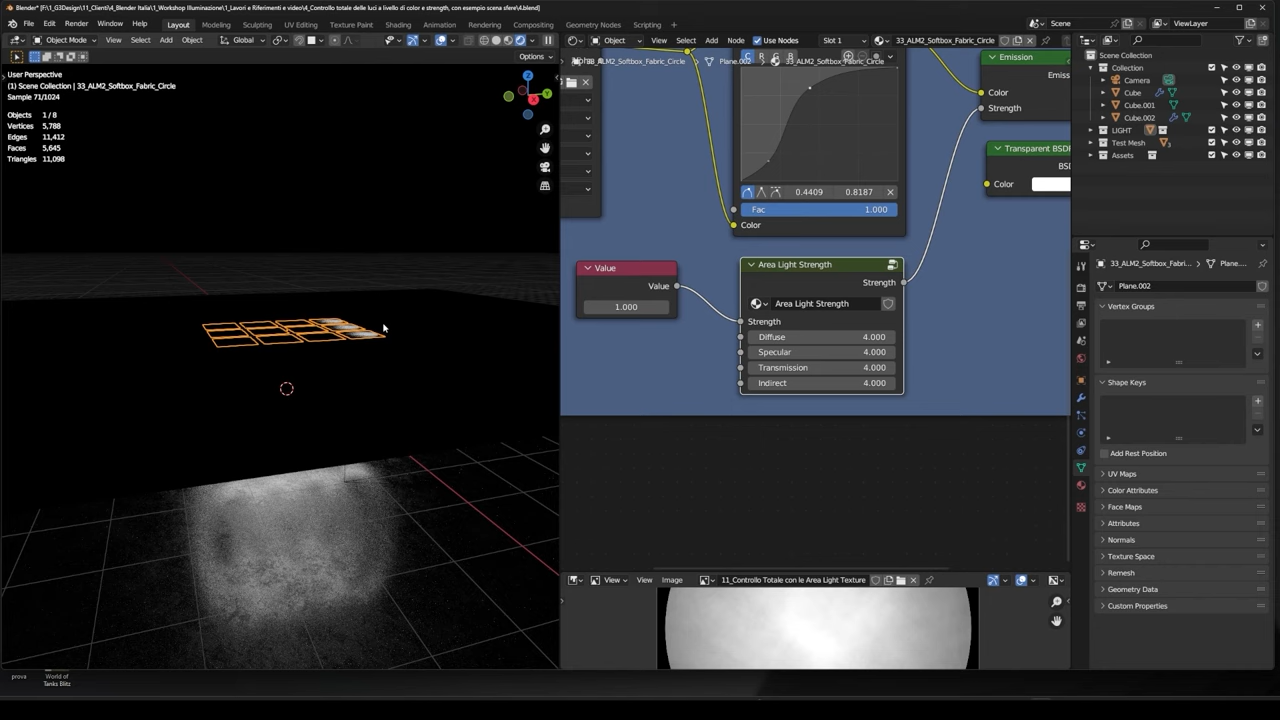 Blender* [F:\1_G3Design\11_Clienti\4_Blender Italia\1_Workshop Illuminazione\1_Lavori e Riferimenti e video\4_Controllo totale delle luci a livello di color e strength, con esempio scena sfere\4.blend]
File Edit Render Window Help Layout Modeling Sculpting UV Editing Texture Paint Shading Animation Rendering Compositing Geometry Nodes Scripting + Scene ViewLayer
Object Mode View Select Add Object Global
Object View Select Add Node Use Nodes Slot 1 33_ALM2_Softbox_Fabric_Circle
Options
User Perspective
(1) Scene Collection | 33_ALM2_Softbox_Fabric_Circle
Sample 71/1024
Objects 1/8
Vertices 5,788
Edges 11,412
Faces 5,645
Triangles 11,098
33_ALM2_Softbox_Fabric_Circle Plane.002 33_ALM2_Softbox_Fabric_Circle
C R G B
0.4409 0.8187
Fac 1.000
Color
Emission
Emiss
Color
Strength
Transparent BSD
BSD
Color
Value
Value
1.000
Area Light Strength
Strength
Area Light Strength
Strength
Diffuse 4.000
Specular 4.000
Transmission 4.000
Indirect 4.000
View View Image 11_Controllo Totale con le Area Light Texture
Scene Collection
Collection
Camera
Cube
Cube.001
Cube.002
LIGHT
Test Mesh 3
Assets
33_ALM2_Softbox_Fabri... Plane....
Plane.002
Vertex Groups
Shape Keys
Add Rest Position
UV Maps
Color Attributes
Face Maps
Attributes
Normals
Texture Space
Remesh
Geometry Data
Custom Properties
prova
World of
Tanks Blitz
X Y Z